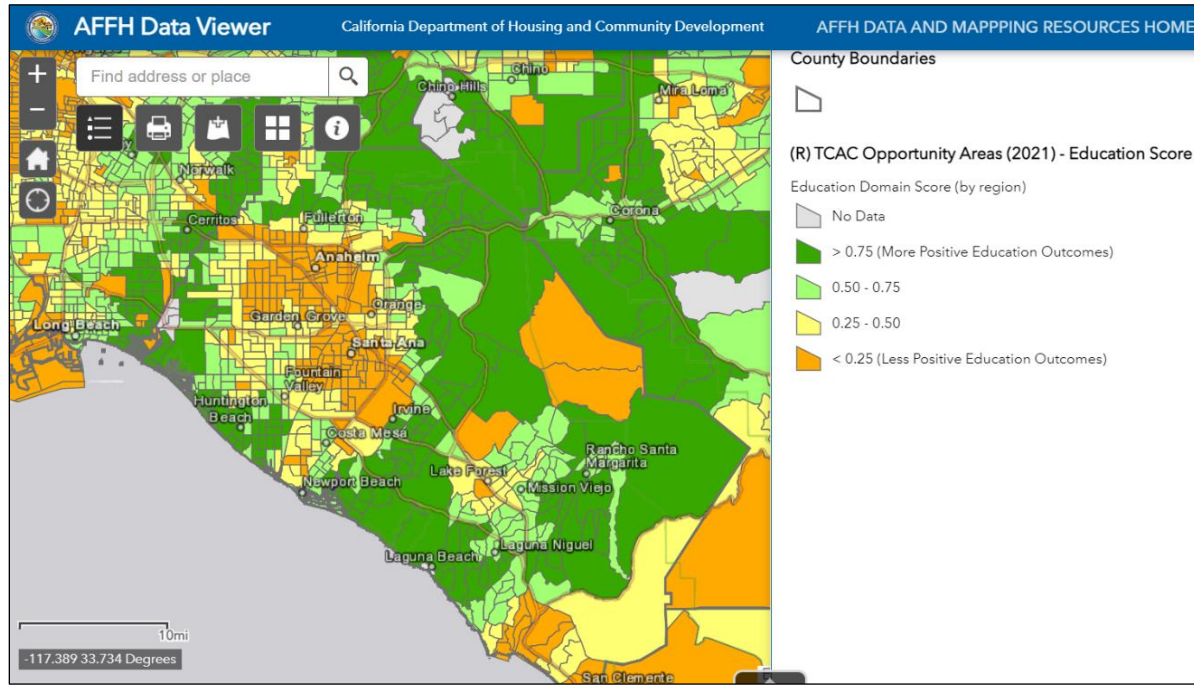 AFFH Data Viewer
California Department of Housing and Community Development
AFFH DATA AND MAPPPING RESOURCES HOME
+
Find address or place
−
Chino
Chino Hills
Mira Loma
Norwalk
Cerritos
Fullerton
Corona
Anaheim
Orange
Garden Grove
Long Beach
Santa Ana
Fountain
Valley
Huntington
Beach
Irvine
Costa Mesa
Rancho Santa
Margarita
Lake Forest
Mission Viejo
Newport Beach
Laguna Niguel
Laguna Beach
San Clemente
10mi
-117.389 33.734 Degrees
County Boundaries
(R) TCAC Opportunity Areas (2021) - Education Score
Education Domain Score (by region)
No Data
> 0.75 (More Positive Education Outcomes)
0.50 - 0.75
0.25 - 0.50
< 0.25 (Less Positive Education Outcomes)